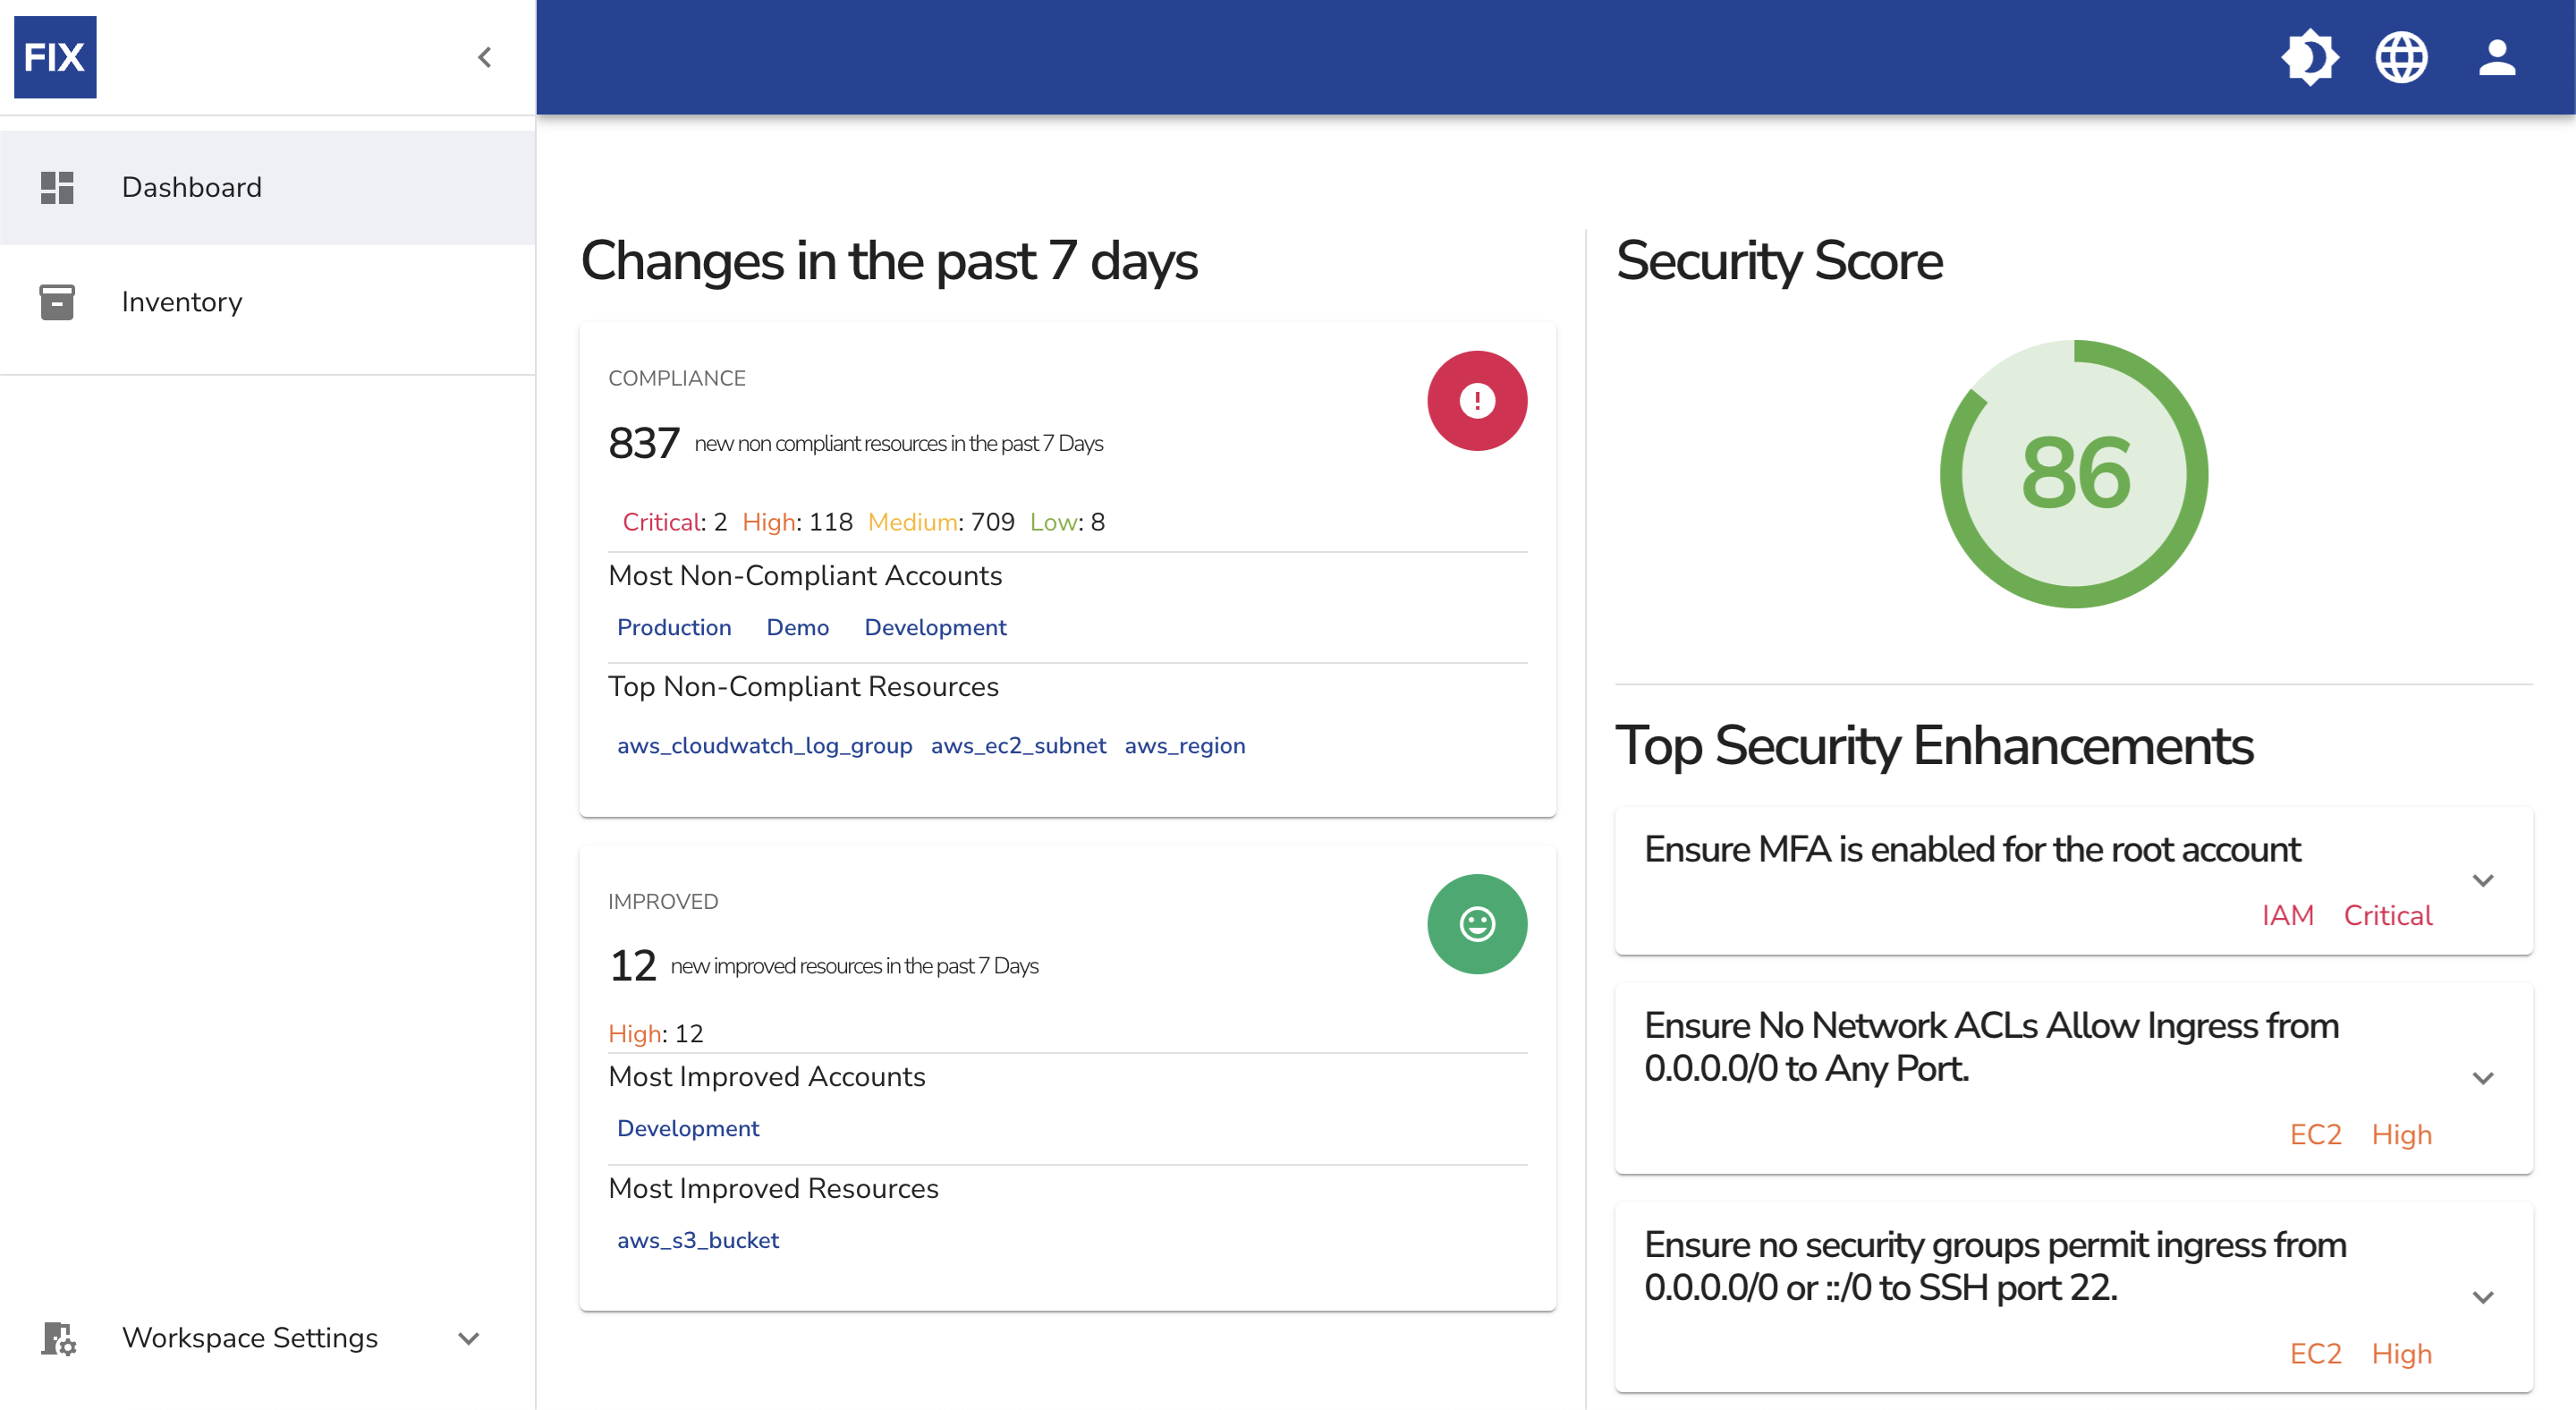 FIX
Dashboard
Inventory
Workspace Settings
Changes in the past 7 days
COMPLIANCE
837 new non compliant resources in the past 7 Days
Critical: 2 High: 118 Medium: 709 Low: 8
Most Non-Compliant Accounts
Production Demo Development
Top Non-Compliant Resources
aws_cloudwatch_log_group aws_ec2_subnet aws_region
IMPROVED
12 new improved resources in the past 7 Days
High: 12
Most Improved Accounts
Development
Most Improved Resources
aws_s3_bucket
Security Score
86
Top Security Enhancements
Ensure MFA is enabled for the root account
IAM Critical
Ensure No Network ACLs Allow Ingress from
0.0.0.0/0 to Any Port.
EC2 High
Ensure no security groups permit ingress from
0.0.0.0/0 or ::/0 to SSH port 22.
EC2 High